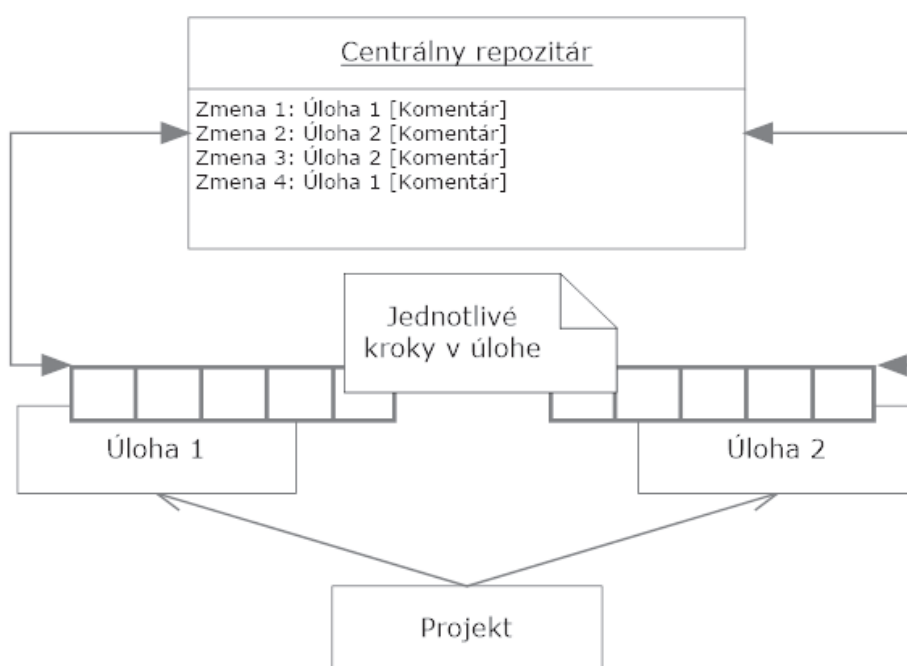 Centrálny repozitár
Zmena 1: Úloha 1 [Komentár]
Zmena 2: Úloha 2 [Komentár]
Zmena 3: Úloha 2 [Komentár]
Zmena 4: Úloha 1 [Komentár]
Jednotlivé
kroky v úlohe
Úloha 1
Úloha 2
Projekt